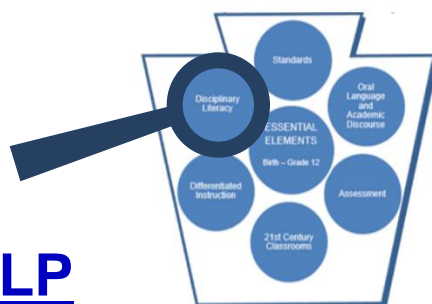 Standards
Disciplinary
Literacy
Oral
Language
and
Academic
Discourse
ESSENTIAL
ELEMENTS
Birth – Grade 12
Differentiated
Instruction
Assessment
21st Century
Classrooms
LP